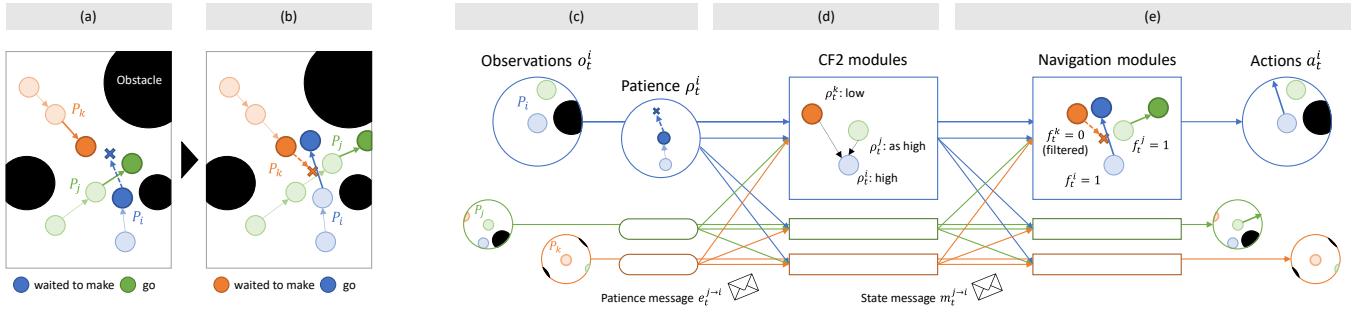 (a)
(b)
(c)
(d)
(e)
Obstacle
P_k
P_j
P_i
waited to make
go
P_j
P_k
P_i
waited to make
go
Observations o_t^i
P_i
Patience ρ_t^i
CF2 modules
ρ_t^k: low
ρ_t^j: as high
ρ_t^i: high
Navigation modules
f_t^k = 0
(filtered)
f_t^j = 1
f_t^i = 1
Actions a_t^i
P_j
P_k
Patience message e_t^{j→i}
State message m_t^{j→i}